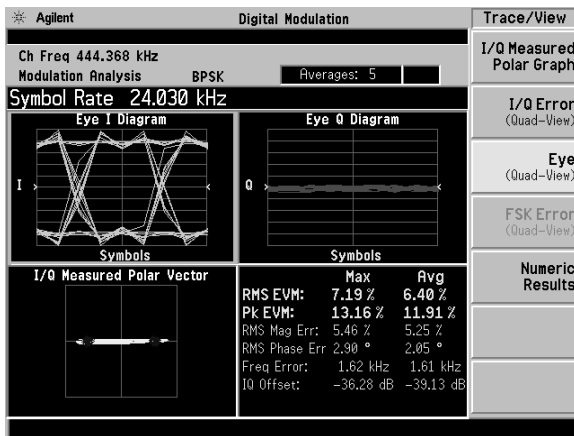 Agilent
Digital Modulation
Trace/View
Ch Freq 444.368 kHz
Modulation Analysis BPSK
Averages: 5
Symbol Rate 24.030 kHz
Eye I Diagram
I
Symbols
Eye Q Diagram
Q
Symbols
I/Q Measured Polar Vector
Max Avg
RMS EVM: 7.19 % 6.40 %
Pk EVM: 13.16 % 11.91 %
RMS Mag Err: 5.46 % 5.25 %
RMS Phase Err 2.90 ° 2.05 °
Freq Error: 1.62 kHz 1.61 kHz
IQ Offset: -36.28 dB -39.13 dB
I/Q Measured
Polar Graph
I/Q Error
(Quad-View)
Eye
(Quad-View)
FSK Error
(Quad-View)
Numeric
Results